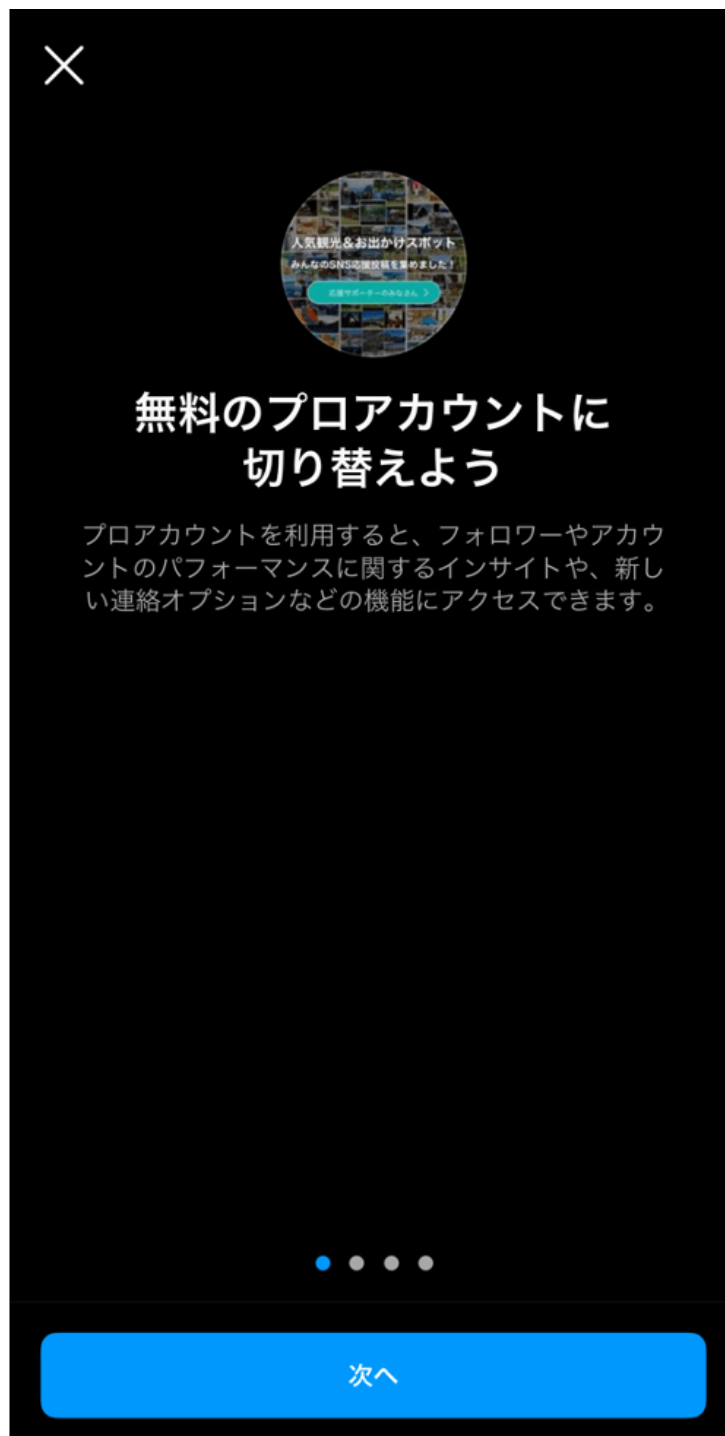 人気観光&お出かけスポット
みんなのSNS応援投稿を集めました!
応援サポーターのみなさん
無料のプロアカウントに
切り替えよう
プロアカウントを利用すると、フォロワーやアカウ
ントのパフォーマンスに関するインサイトや、新し
い連絡オプションなどの機能にアクセスできます。
次へ